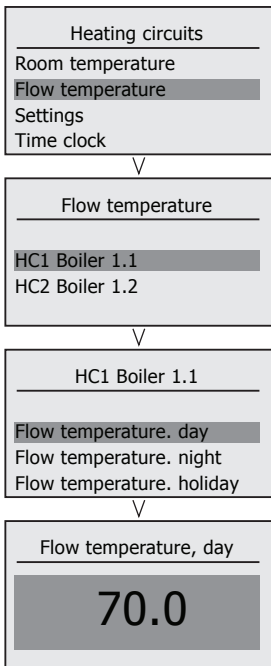 Heating circuits
Room temperature
Flow temperature
Settings
Time clock
Flow temperature
HC1 Boiler 1.1
HC2 Boiler 1.2
HC1 Boiler 1.1
Flow temperature. day
Flow temperature. night
Flow temperature. holiday
Flow temperature, day
70.0